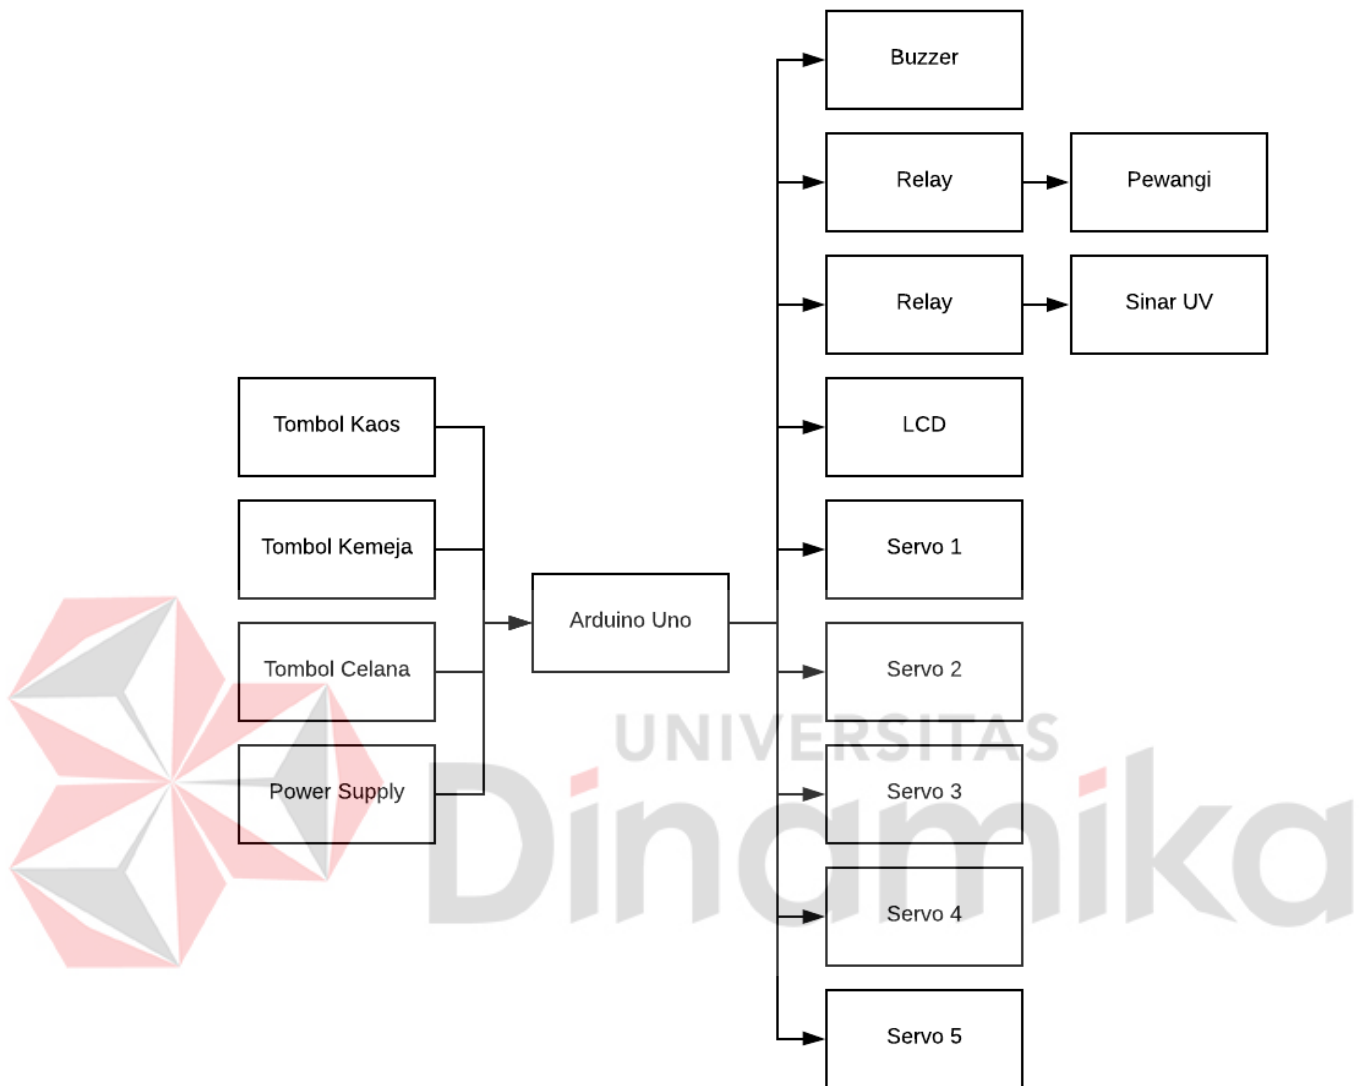 Buzzer
Relay
Pewangi
Relay
Sinar UV
Tombol Kaos
LCD
Tombol Kemeja
Servo 1
Arduino Uno
Tombol Celana
Servo 2
UNIVERSITAS
Dinamika
Power Supply
Servo 3
Servo 4
Servo 5